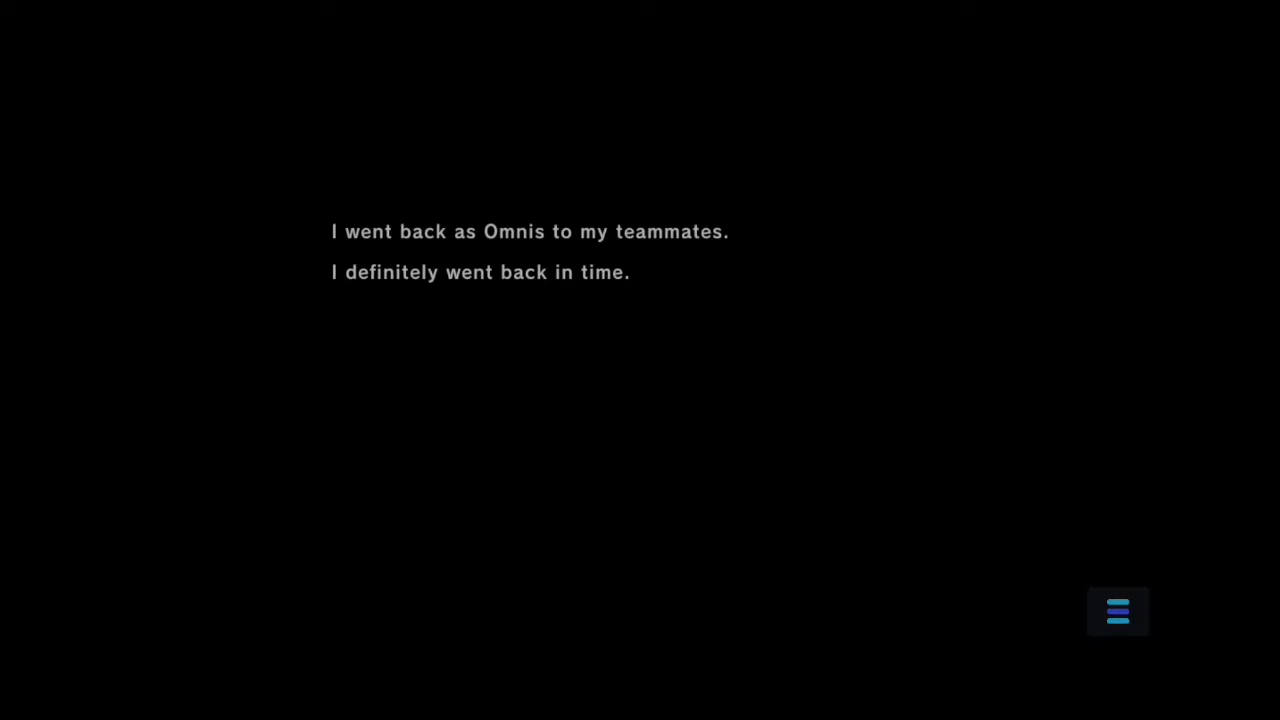 I went back as Omnis to my teammates.
I definitely went back in time.